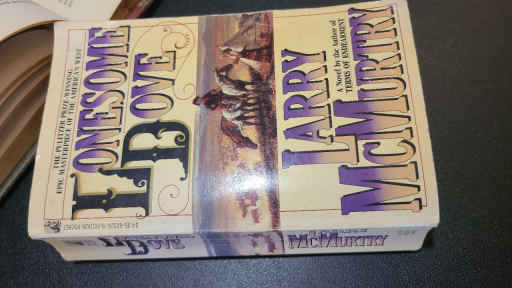 THE PULITZER PRIZE-WINNING
EPIC MASTERPIECE OF THE AMERICAN WEST
LONESOME
DOVE
LARRY
A Novel by the Author of
TERMS OF ENDEARMENT
MCMURTRY
DOVE
MCMURTRY